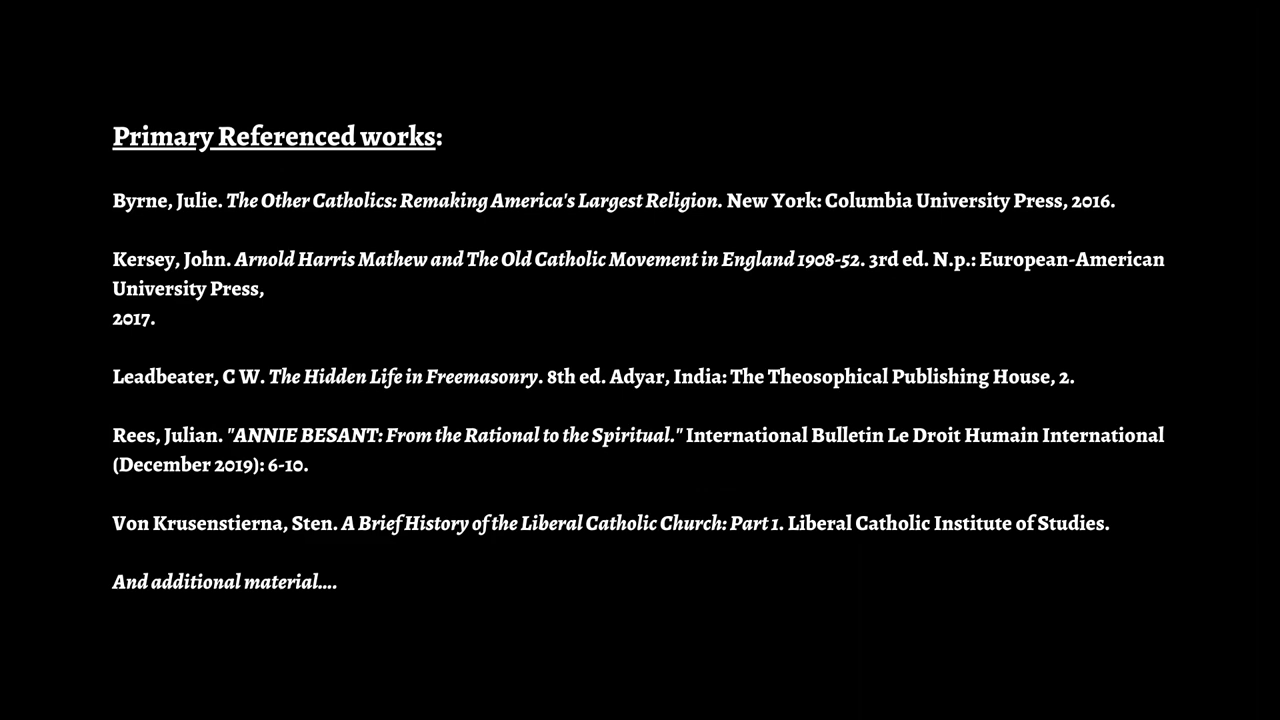 Primary Referenced works:
Byrne, Julie. The Other Catholics: Remaking America's Largest Religion. New York: Columbia University Press, 2016.
Kersey, John. Arnold Harris Mathew and The Old Catholic Movement in England 1908-52. 3rd ed. N.p.: European-American
University Press,
2017.
Leadbeater, C W. The Hidden Life in Freemasonry. 8th ed. Adyar, India: The Theosophical Publishing House, 2.
Rees, Julian. "ANNIE BESANT: From the Rational to the Spiritual." International Bulletin Le Droit Humain International
(December 2019): 6-10.
Von Krusenstierna, Sten. A Brief History of the Liberal Catholic Church: Part 1. Liberal Catholic Institute of Studies.
And additional material....